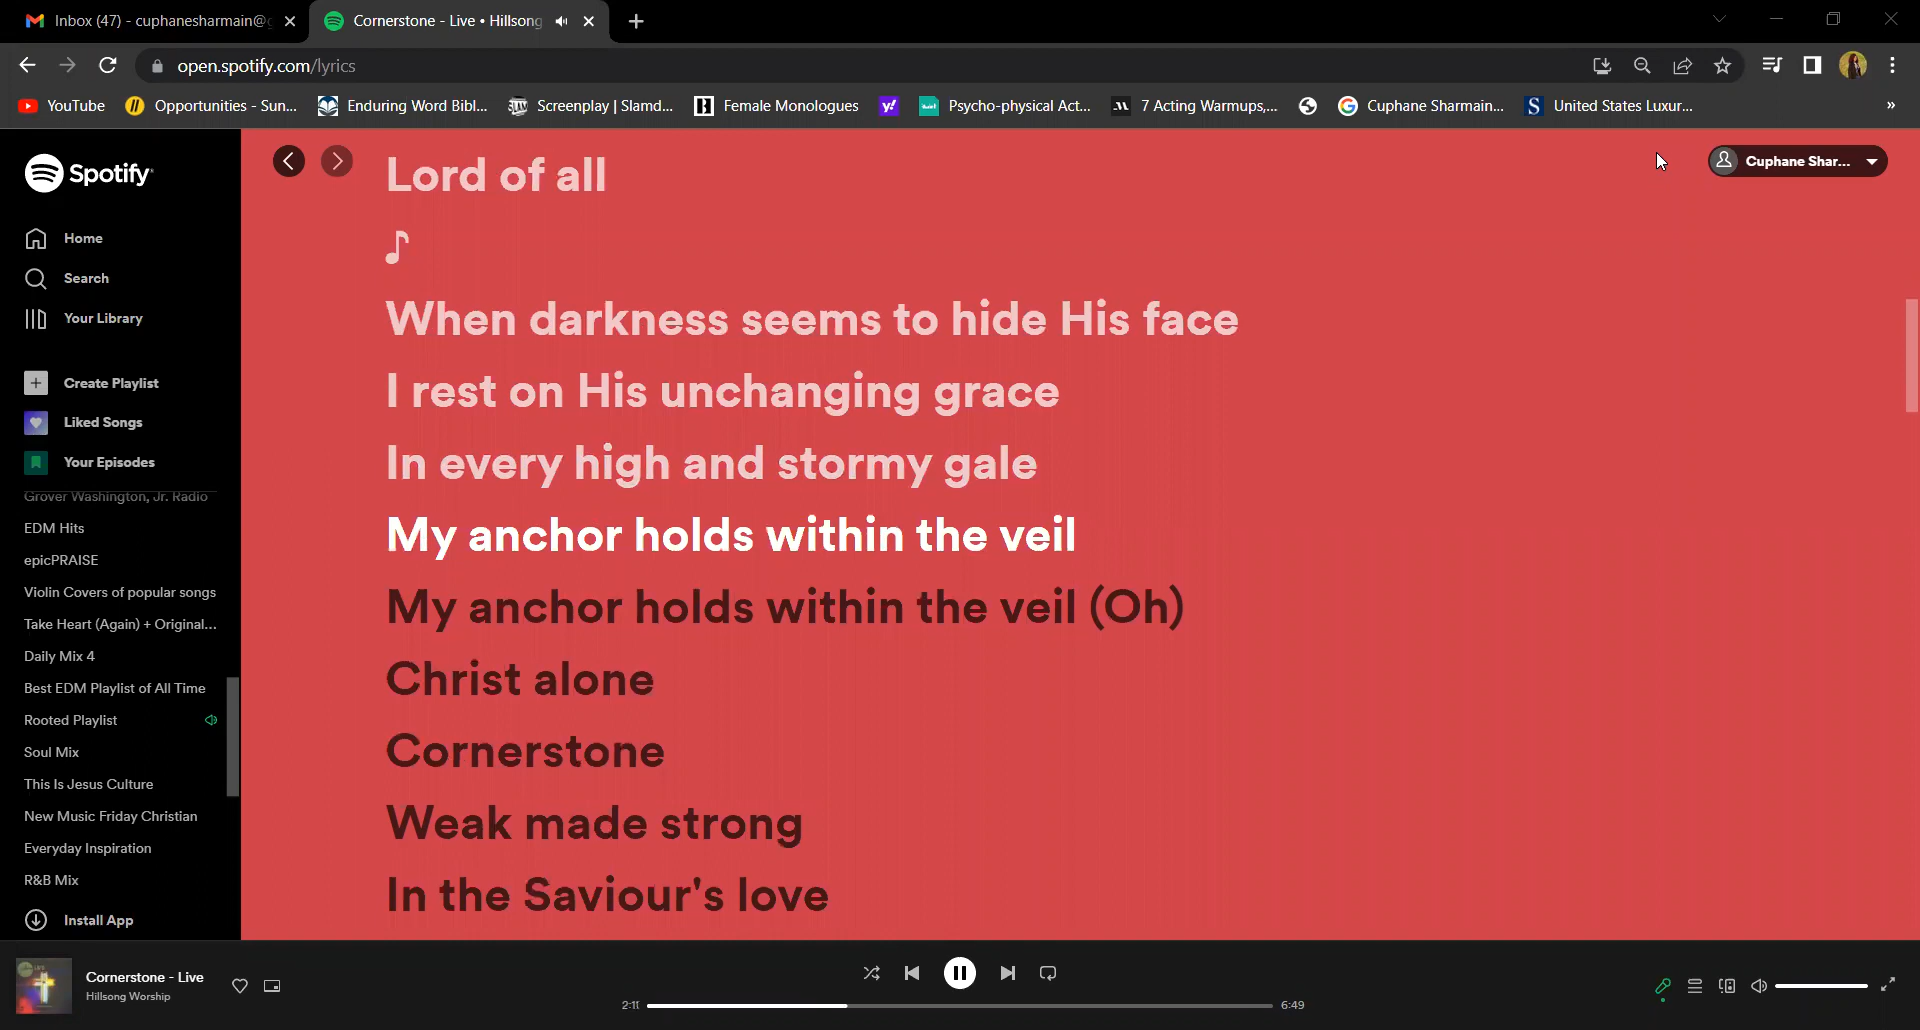 Inbox (47) - cuphanesharmain@g
Cornerstone - Live • Hillsong
open.spotify.com/lyrics
YouTube
Opportunities - Sun...
Enduring Word Bibl...
Screenplay | Slamd...
Female Monologues
Psycho-physical Act...
7 Acting Warmups,...
Cuphane Sharmain...
United States Luxur...
»
Spotify
Cuphane Shar...
Home
Search
Your Library
Create Playlist
Liked Songs
Your Episodes
Grover Washington, Jr. Radio
EDM Hits
epicPRAISE
Violin Covers of popular songs
Take Heart (Again) + Original...
Daily Mix 4
Best EDM Playlist of All Time
Rooted Playlist
Soul Mix
This Is Jesus Culture
New Music Friday Christian
Everyday Inspiration
R&B Mix
Install App
Lord of all
♪
When darkness seems to hide His face
I rest on His unchanging grace
In every high and stormy gale
My anchor holds within the veil
My anchor holds within the veil (Oh)
Christ alone
Cornerstone
Weak made strong
In the Saviour's love
Cornerstone - Live
Hillsong Worship
2:11
6:49